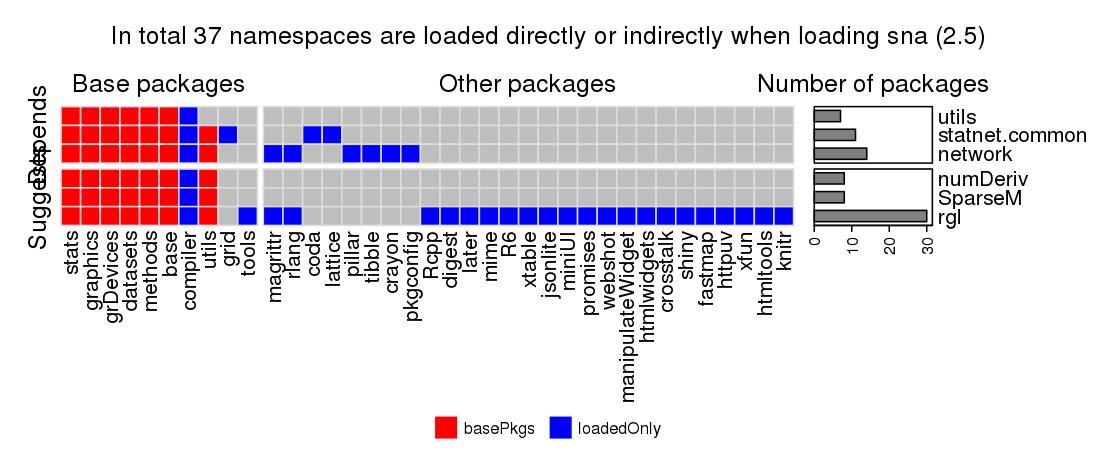 In total 37 namespaces are loaded directly or indirectly when loading sna (2.5)
Base packages
Other packages
Number of packages
Depends
Suggests
utils
statnet.common
network
numDeriv
SparseM
rgl
0
10
20
30
stats
graphics
grDevices
datasets
methods
base
compiler
utils
grid
tools
magrittr
rlang
coda
lattice
pillar
tibble
crayon
pkgconfig
Rcpp
digest
later
mime
R6
xtable
jsonlite
miniUI
promises
webshot
manipulateWidget
htmlwidgets
crosstalk
shiny
fastmap
httpuv
xfun
htmltools
knitr
basePkgs
loadedOnly